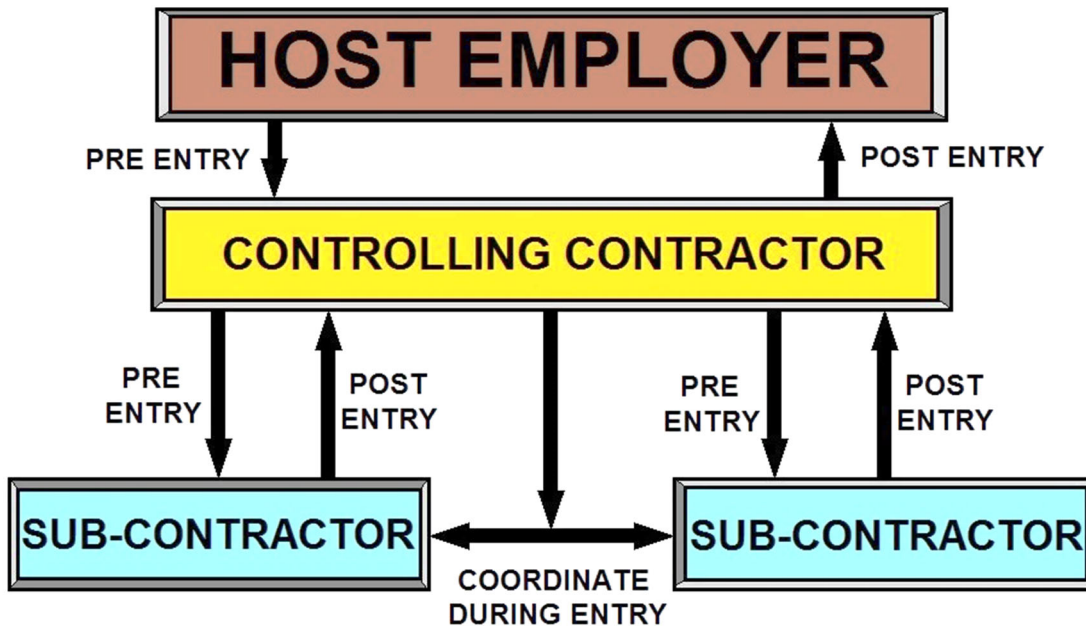 HOST EMPLOYER
PRE ENTRY
POST ENTRY
CONTROLLING CONTRACTOR
PRE
ENTRY
POST
ENTRY
PRE
ENTRY
POST
ENTRY
SUB-CONTRACTOR
SUB-CONTRACTOR
COORDINATE
DURING ENTRY